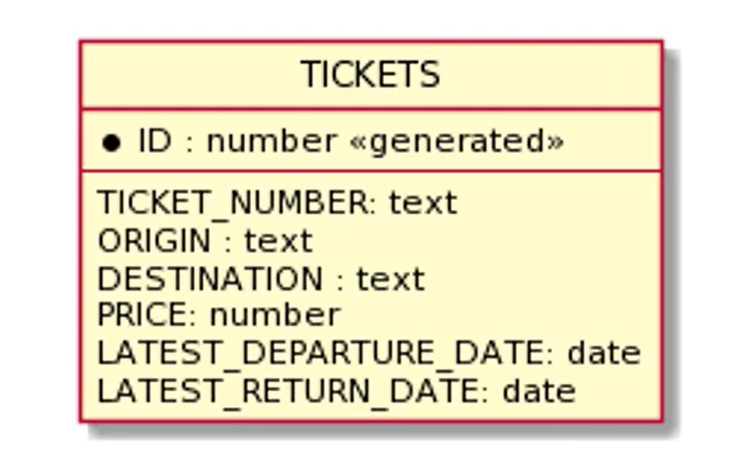 TICKETS
● ID : number «generated»
TICKET_NUMBER: text
ORIGIN : text
DESTINATION : text
PRICE: number
LATEST_DEPARTURE_DATE: date
LATEST_RETURN_DATE: date